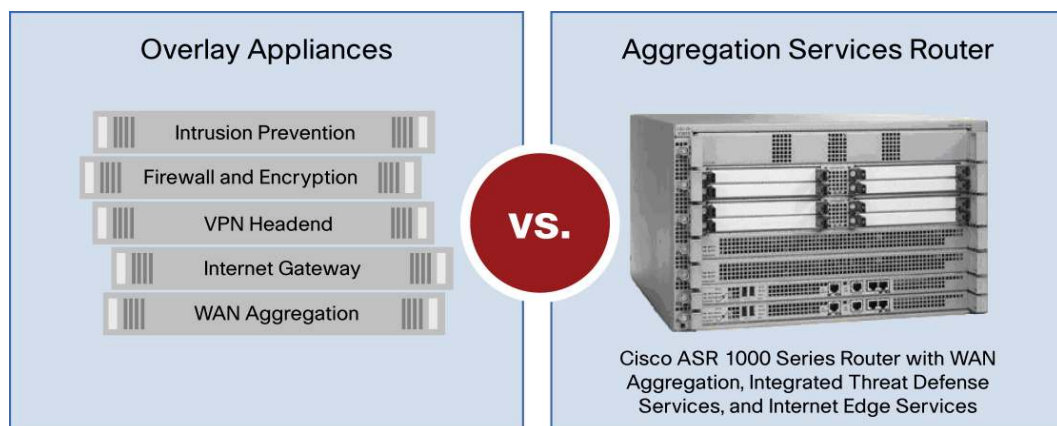 Overlay Appliances
Intrusion Prevention
Firewall and Encryption
VPN Headend
Internet Gateway
WAN Aggregation
vs.
Aggregation Services Router
Cisco ASR 1000 Series Router with WAN
Aggregation, Integrated Threat Defense
Services, and Internet Edge Services